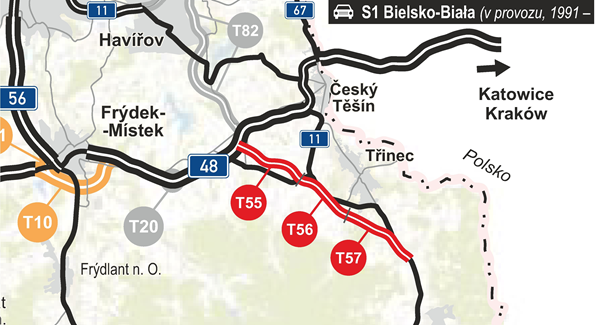 11
67
S1 Bielsko-Biała (v provozu, 1991 –
Havířov
T82
56
Frýdek-
-Místek
Český
Těšín
Katowice
Kraków
11
Třinec
Polsko
1
48
T10
T20
T55
T56
T57
Frýdlant n. O.